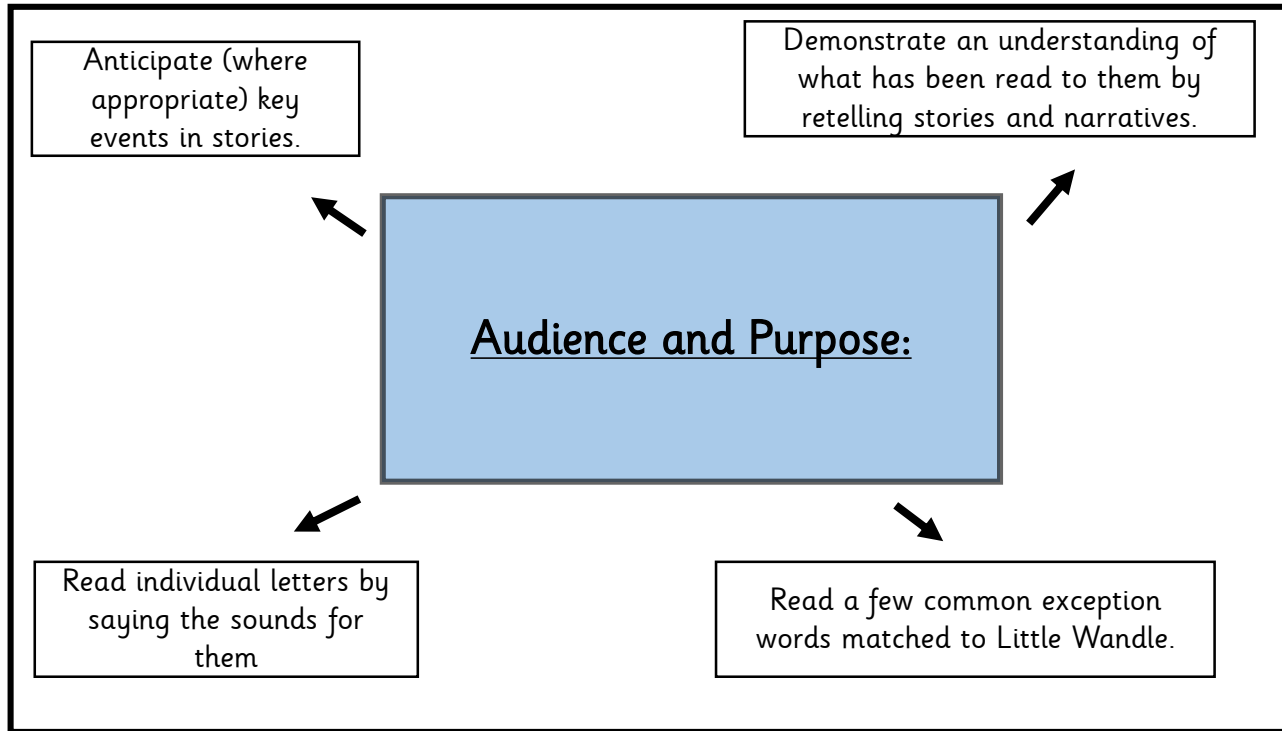 Anticipate (where
appropriate) key
events in stories.
Demonstrate an understanding of
what has been read to them by
retelling stories and narratives.
Audience and Purpose:
Read individual letters by
saying the sounds for
them
Read a few common exception
words matched to Little Wandle.